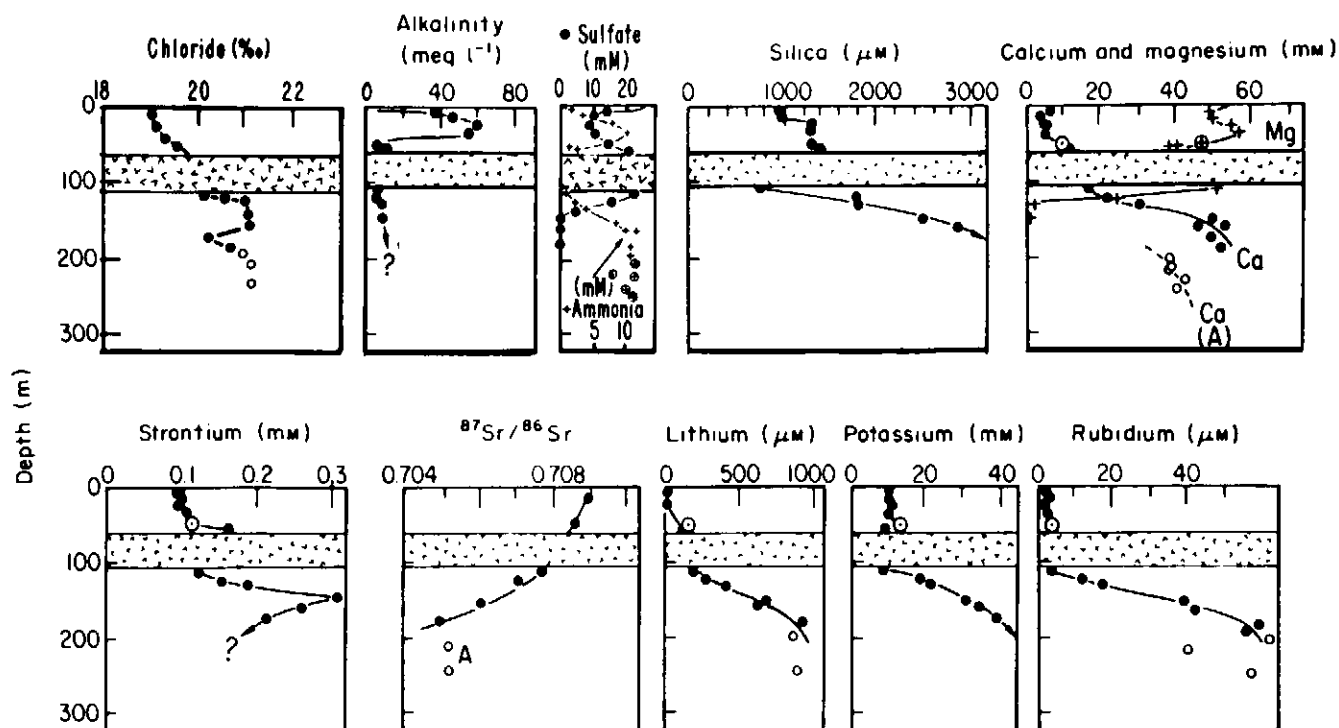 Chloride (‰)
18 20 22
Alkalinity
(meq l⁻¹)
0 40 80
• Sulfate
(mM)
0 10 20
Silica (μM)
0 1000 2000 3000
Calcium and magnesium (mM)
0 20 40 60
0
100
200
300
Depth (m)
?
(mM)
+Ammonia
5 10
Mg
Ca
Ca
(A)
Strontium (mM)
0 0.1 0.2 0.3
⁸⁷Sr/⁸⁶Sr
0.704 0.708
Lithium (μM)
0 500 1000
Potassium (mM)
0 20 40
Rubidium (μM)
0 40
0
100
200
300
?
A